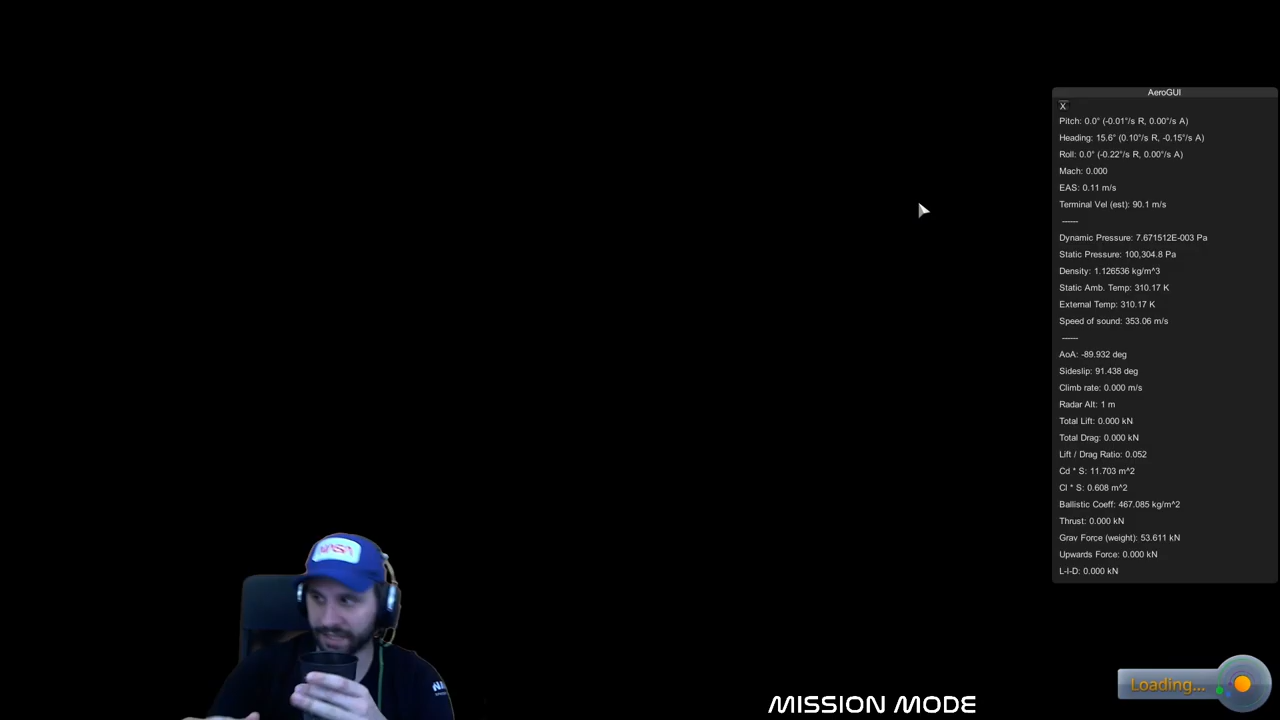 AeroGUI
X
Pitch: 0.0° (-0.01°/s R, 0.00°/s A)
Heading: 15.6° (0.10°/s R, -0.15°/s A)
Roll: 0.0° (-0.22°/s R, 0.00°/s A)
Mach: 0.000
EAS: 0.11 m/s
Terminal Vel (est): 90.1 m/s
------
Dynamic Pressure: 7.671512E-003 Pa
Static Pressure: 100,304.8 Pa
Density: 1.126536 kg/m^3
Static Amb. Temp: 310.17 K
External Temp: 310.17 K
Speed of sound: 353.06 m/s
------
AoA: -89.932 deg
Sideslip: 91.438 deg
Climb rate: 0.000 m/s
Radar Alt: 1 m
Total Lift: 0.000 kN
Total Drag: 0.000 kN
Lift / Drag Ratio: 0.052
Cd * S: 11.703 m^2
Cl * S: 0.608 m^2
Ballistic Coeff: 467.085 kg/m^2
Thrust: 0.000 kN
Grav Force (weight): 53.611 kN
Upwards Force: 0.000 kN
L-I-D: 0.000 kN
NASA
Loading...
MISSION MODE